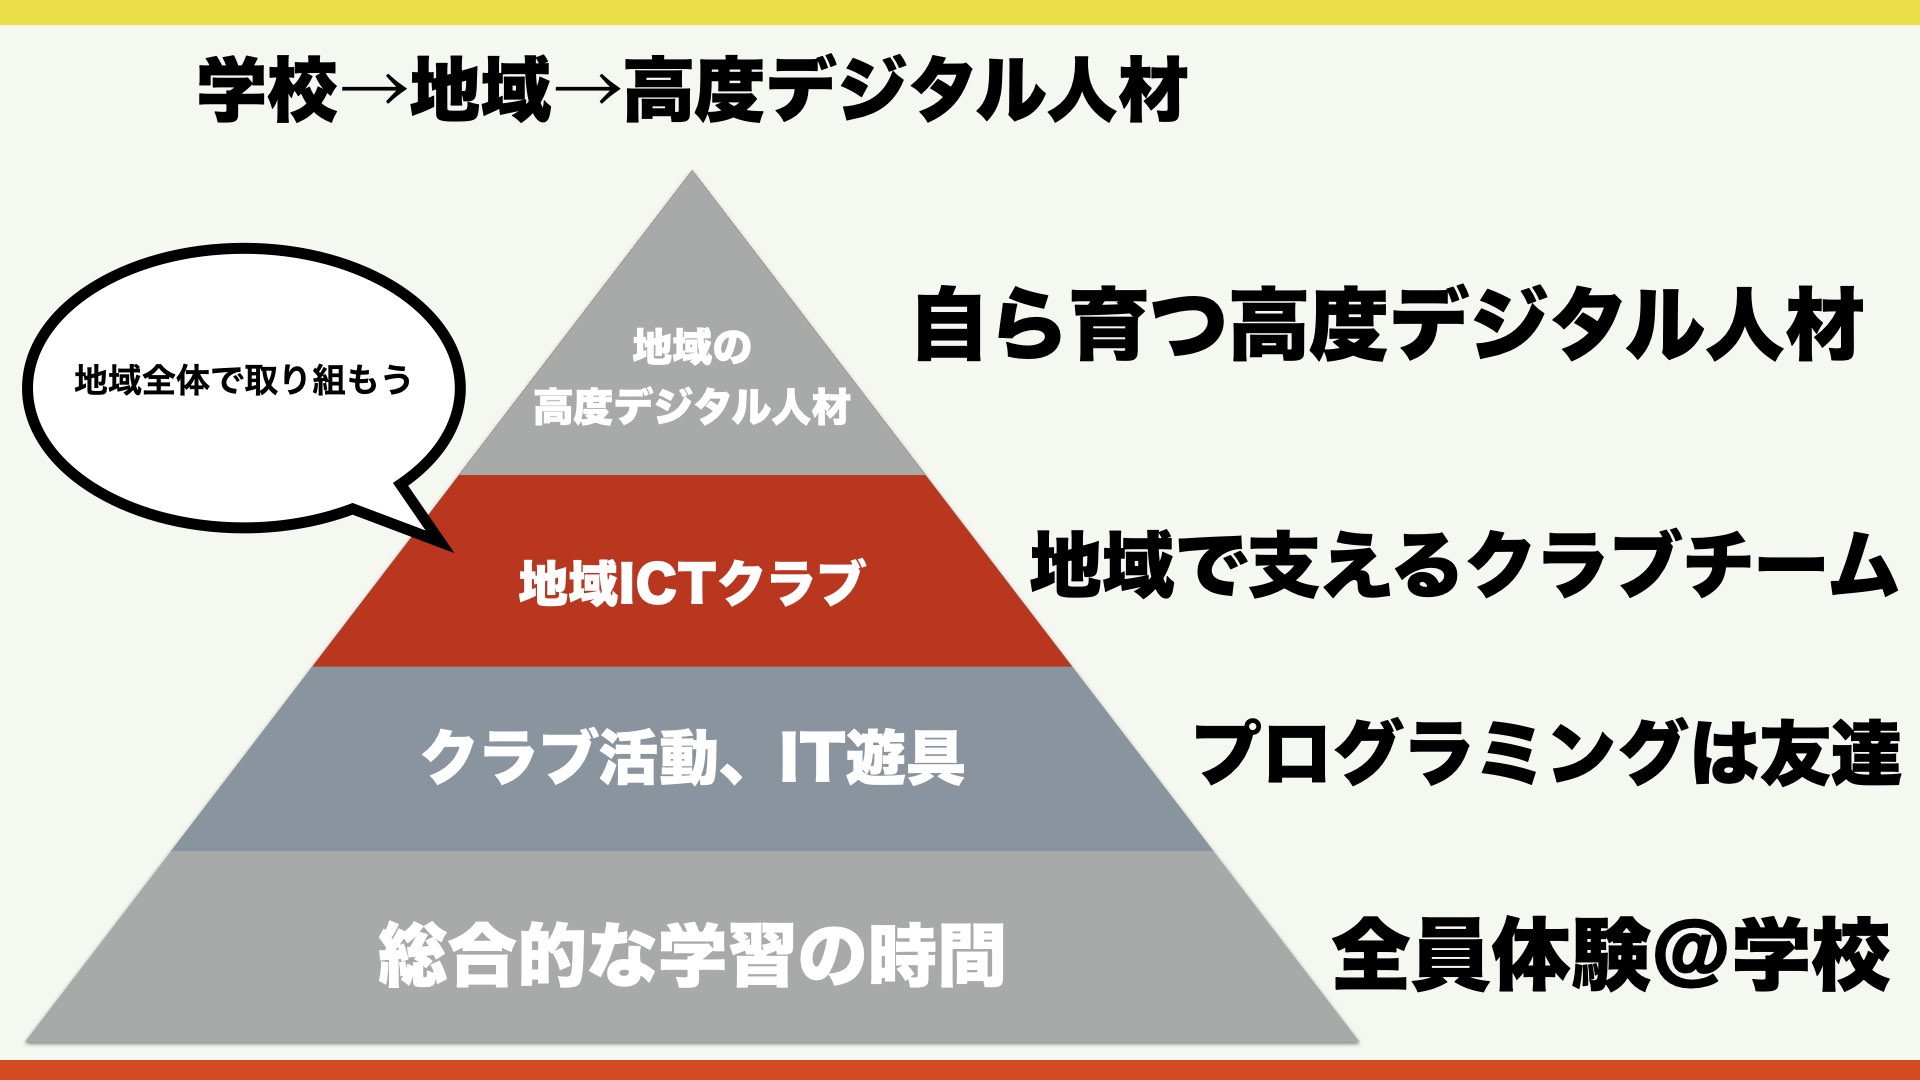 学校→地域→高度デジタル人材
地域の
高度デジタル人材
自ら育つ高度デジタル人材
地域全体で取り組もう
地域ICTクラブ
地域で支えるクラブチーム
クラブ活動、IT遊具
プログラミングは友達
総合的な学習の時間
全員体験@学校